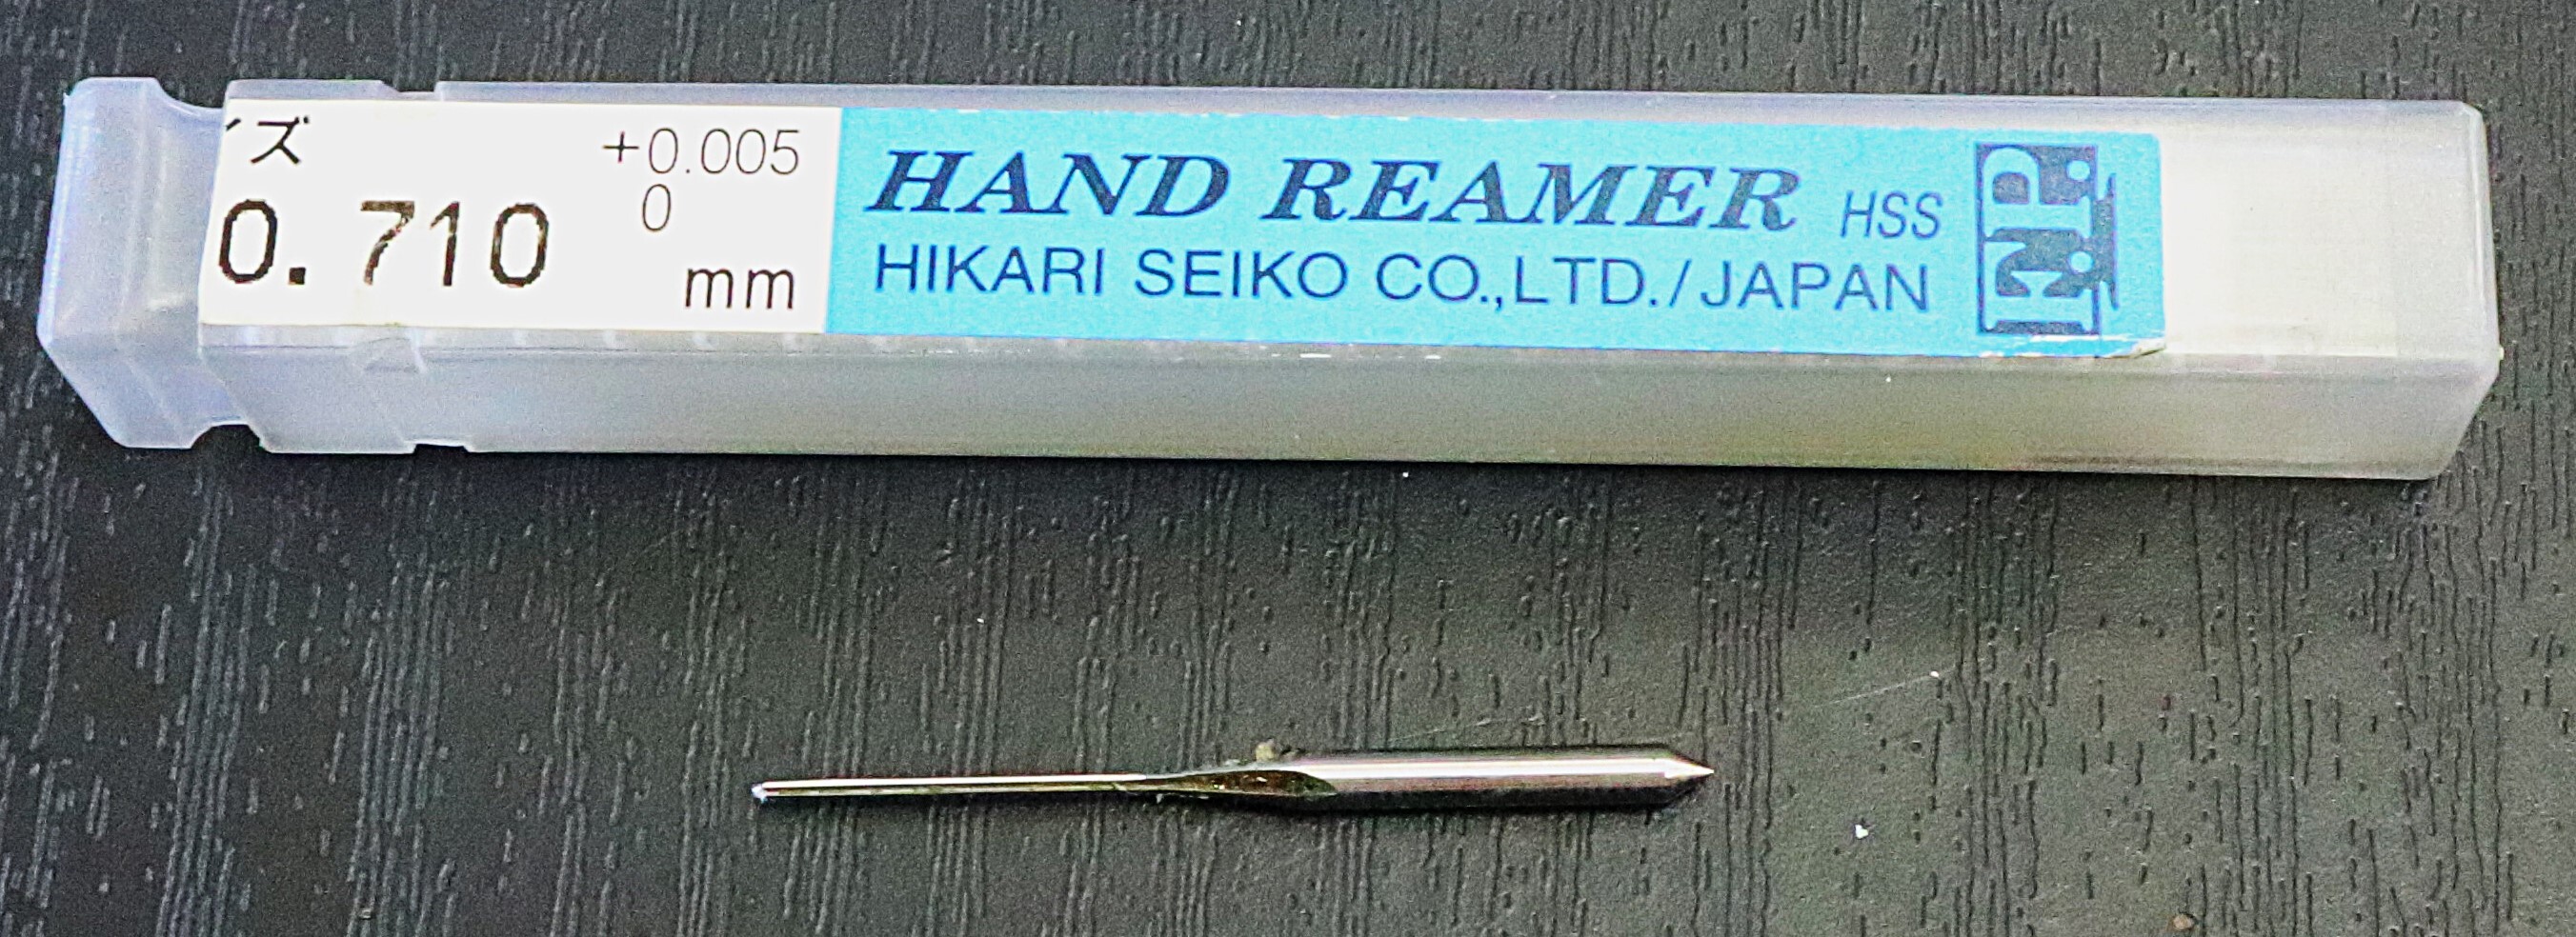 イズ
+0.005
0
0.710
mm
HAND REAMER HSS
HIKARI SEIKO CO.,LTD./JAPAN